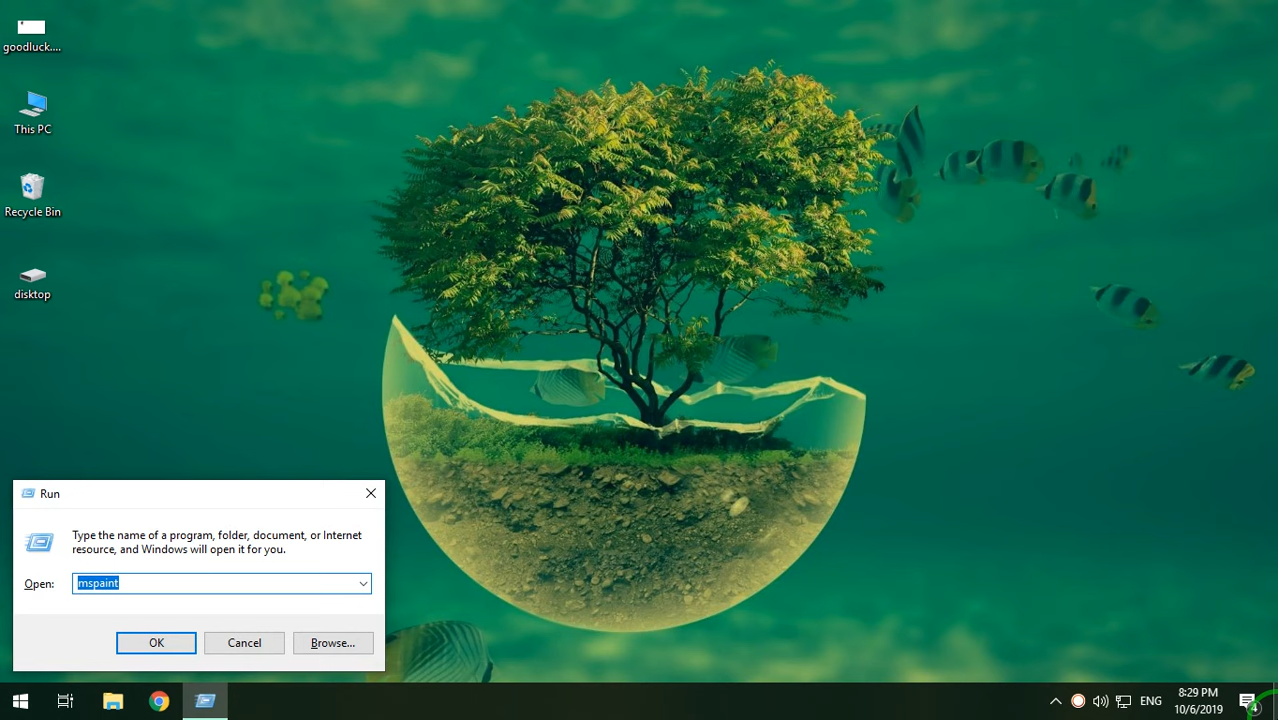 goodluck....
This PC
Recycle Bin
disktop
Run
Type the name of a program, folder, document, or Internet
resource, and Windows will open it for you.
Open:
mspaint
OK
Cancel
Browse...
ENG
8:29 PM
10/6/2019
4